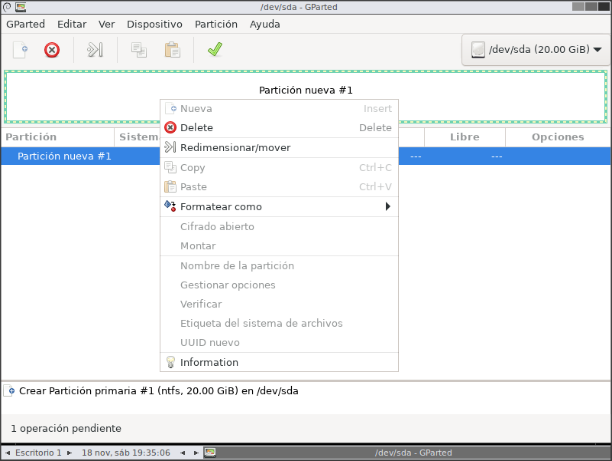 /dev/sda - GParted
GParted Editar Ver Dispositivo Partición Ayuda
/dev/sda (20.00 GiB)
Partición nueva #1
Partición Sistem Libre Opciones
Partición nueva #1 --- ---
Nueva Insert
Delete Delete
Redimensionar/mover
Copy Ctrl+C
Paste Ctrl+V
Formatear como
Cifrado abierto
Montar
Nombre de la partición
Gestionar opciones
Verificar
Etiqueta del sistema de archivos
UUID nuevo
Information
Crear Partición primaria #1 (ntfs, 20.00 GiB) en /dev/sda
1 operación pendiente
Escritorio 1 18 nov, sáb 19:35:06 /dev/sda - GParted